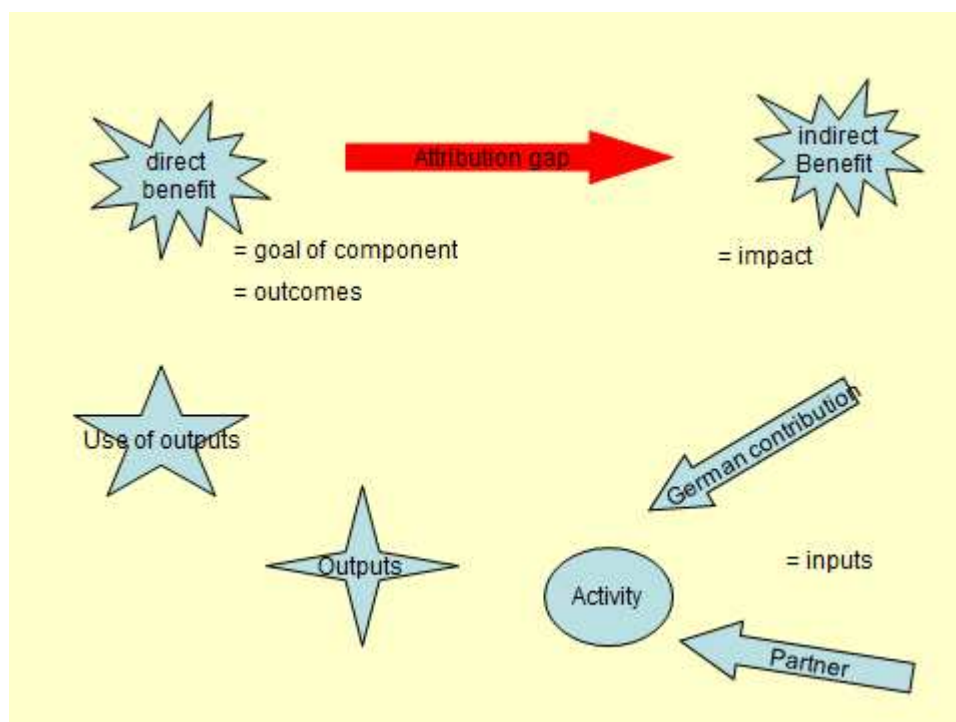 direct
benefit
Attribution gap
indirect
Benefit
= goal of component
= outcomes
= impact
Use of outputs
German contribution
Outputs
= inputs
Activity
Partner